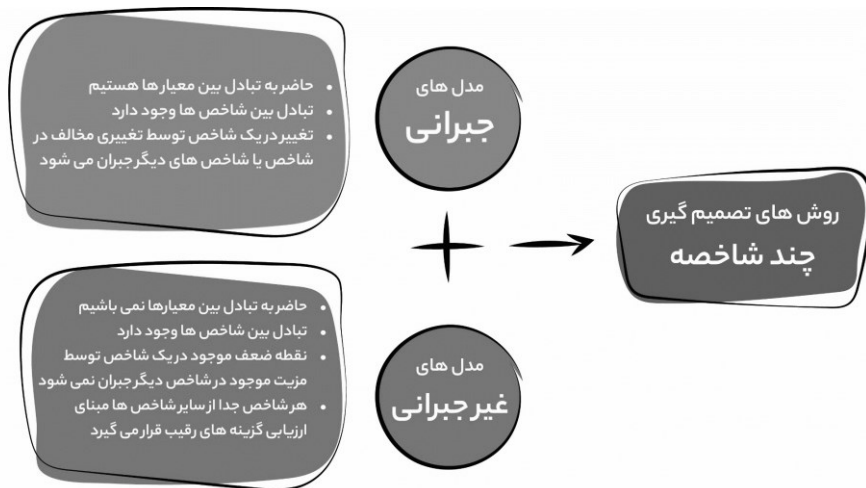 حاضر به تبادل بین معیار ها هستیم
تبادل بین شاخص ها وجود دارد
تغییر در یک شاخص توسط تغییری مخالف در
شاخص یا شاخص های دیگر جبران می شود
مدل های
جبرانی
روش های تصمیم گیری
چند شاخصه
حاضر به تبادل بین معیارها نمی باشیم
تبادل بین شاخص ها وجود دارد
نقطه ضعف موجود در یک شاخص توسط
مزیت موجود در شاخص دیگر جبران نمی شود
هر شاخص جدا از سایر شاخص ها مبنای
ارزیابی گزینه های رقیب قرار می گیرد
مدل های
غیر جبرانی